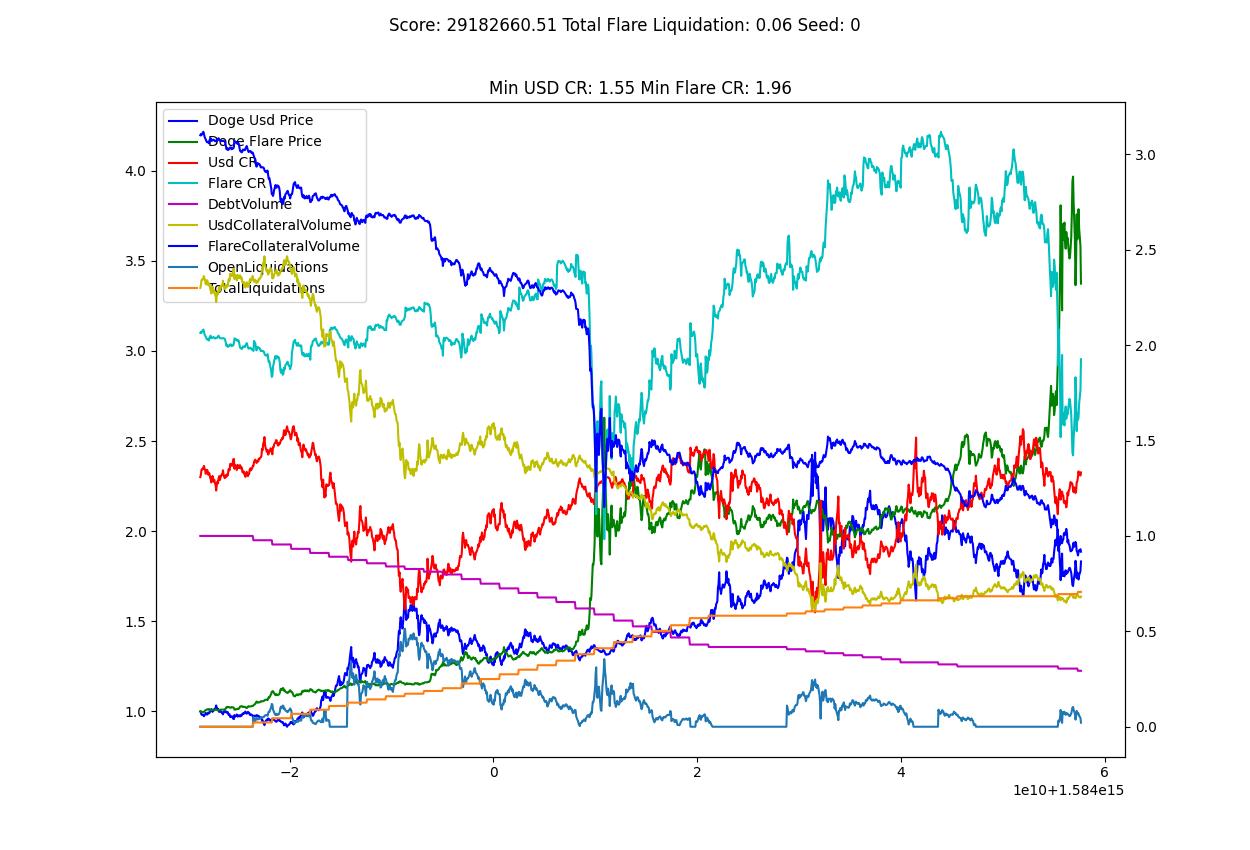 Score: 29182660.51 Total Flare Liquidation: 0.06 Seed: 0
Min USD CR: 1.55 Min Flare CR: 1.96
Doge Usd Price
Doge Flare Price
Usd CR
Flare CR
DebtVolume
UsdCollateralVolume
FlareCollateralVolume
OpenLiquidations
TotalLiquidations
4.0
3.5
3.0
2.5
2.0
1.5
1.0
3.0
2.5
2.0
1.5
1.0
0.5
0.0
−2
0
2
4
6
1e10+1.584e15